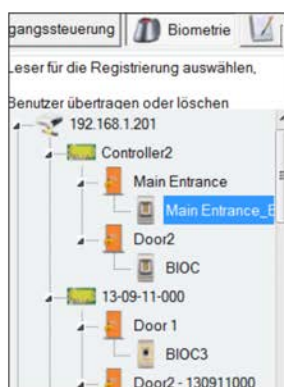 gangssteuerung Biometrie
Leser für die Registrierung auswählen,
Benutzer übertragen oder löschen
192.168.1.201
Controller2
Main Entrance
Main Entrance_B
Door2
BIOC
13-09-11-000
Door 1
BIOC3
Door2 - 130911000